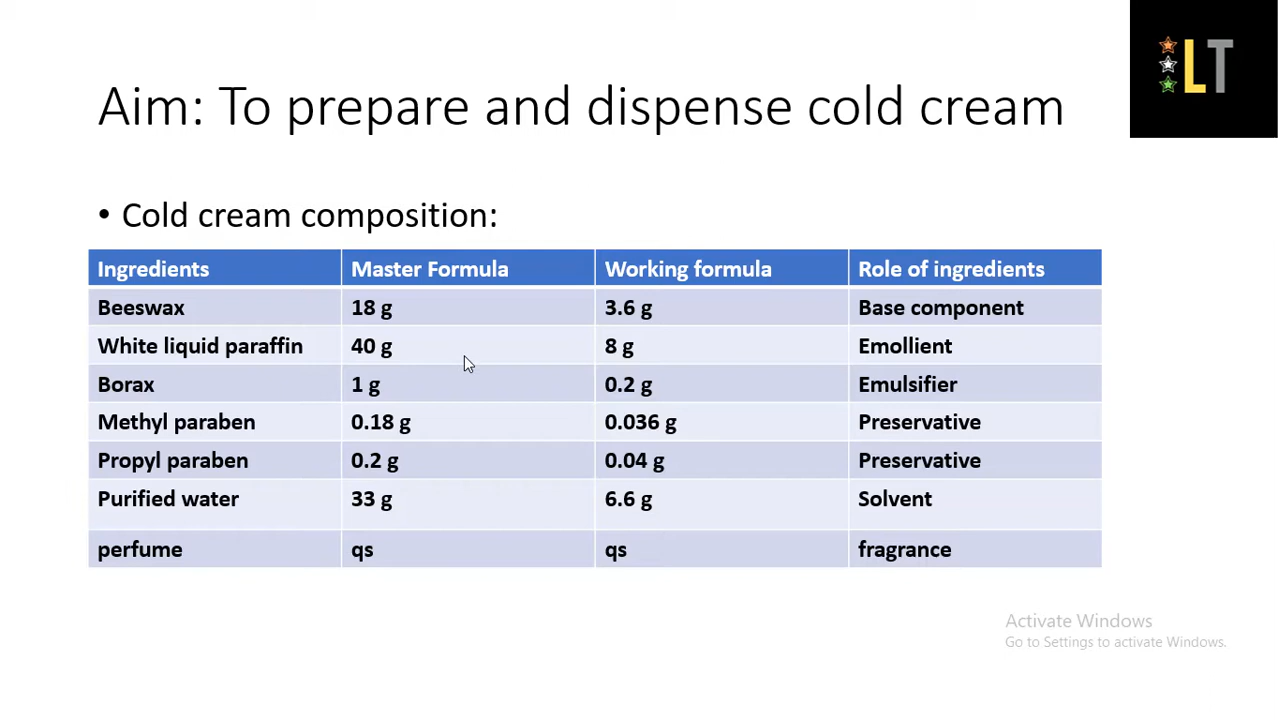 LT
Aim: To prepare and dispense cold cream
• Cold cream composition:
Ingredients Master Formula Working formula Role of ingredients
Beeswax 18 g 3.6 g Base component
White liquid paraffin 40 g 8 g Emollient
Borax 1 g 0.2 g Emulsifier
Methyl paraben 0.18 g 0.036 g Preservative
Propyl paraben 0.2 g 0.04 g Preservative
Purified water 33 g 6.6 g Solvent
perfume qs qs fragrance
Activate Windows
Go to Settings to activate Windows.